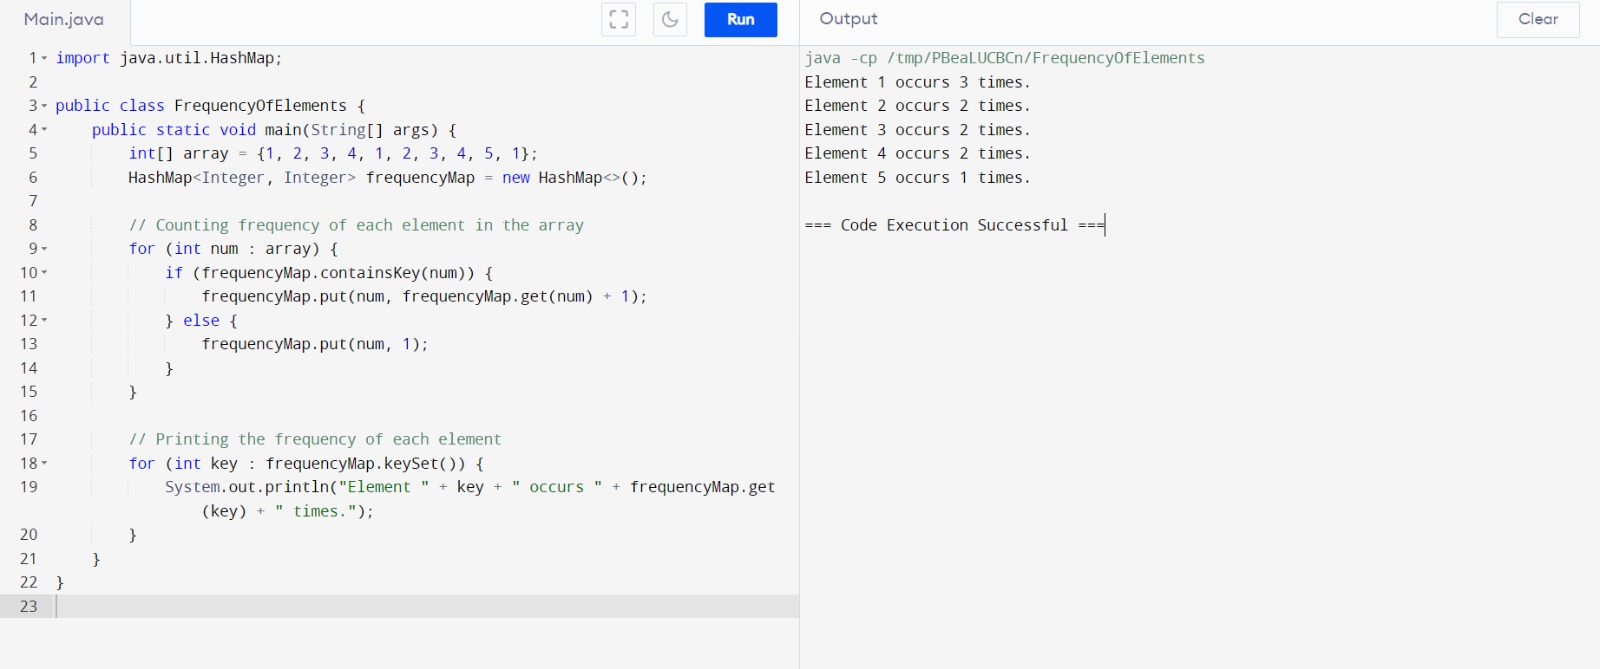 Main.java
Run
1 import java.util.HashMap;
2
3 public class FrequencyOfElements {
4     public static void main(String[] args) {
5         int[] array = {1, 2, 3, 4, 1, 2, 3, 4, 5, 1};
6         HashMap<Integer, Integer> frequencyMap = new HashMap<>();
7
8         // Counting frequency of each element in the array
9         for (int num : array) {
10             if (frequencyMap.containsKey(num)) {
11                 frequencyMap.put(num, frequencyMap.get(num) + 1);
12             } else {
13                 frequencyMap.put(num, 1);
14             }
15         }
16
17         // Printing the frequency of each element
18         for (int key : frequencyMap.keySet()) {
19             System.out.println("Element " + key + " occurs " + frequencyMap.get
                (key) + " times.");
20         }
21     }
22 }
23
Output
Clear
java -cp /tmp/PBeaLUCBCn/FrequencyOfElements
Element 1 occurs 3 times.
Element 2 occurs 2 times.
Element 3 occurs 2 times.
Element 4 occurs 2 times.
Element 5 occurs 1 times.
=== Code Execution Successful ===